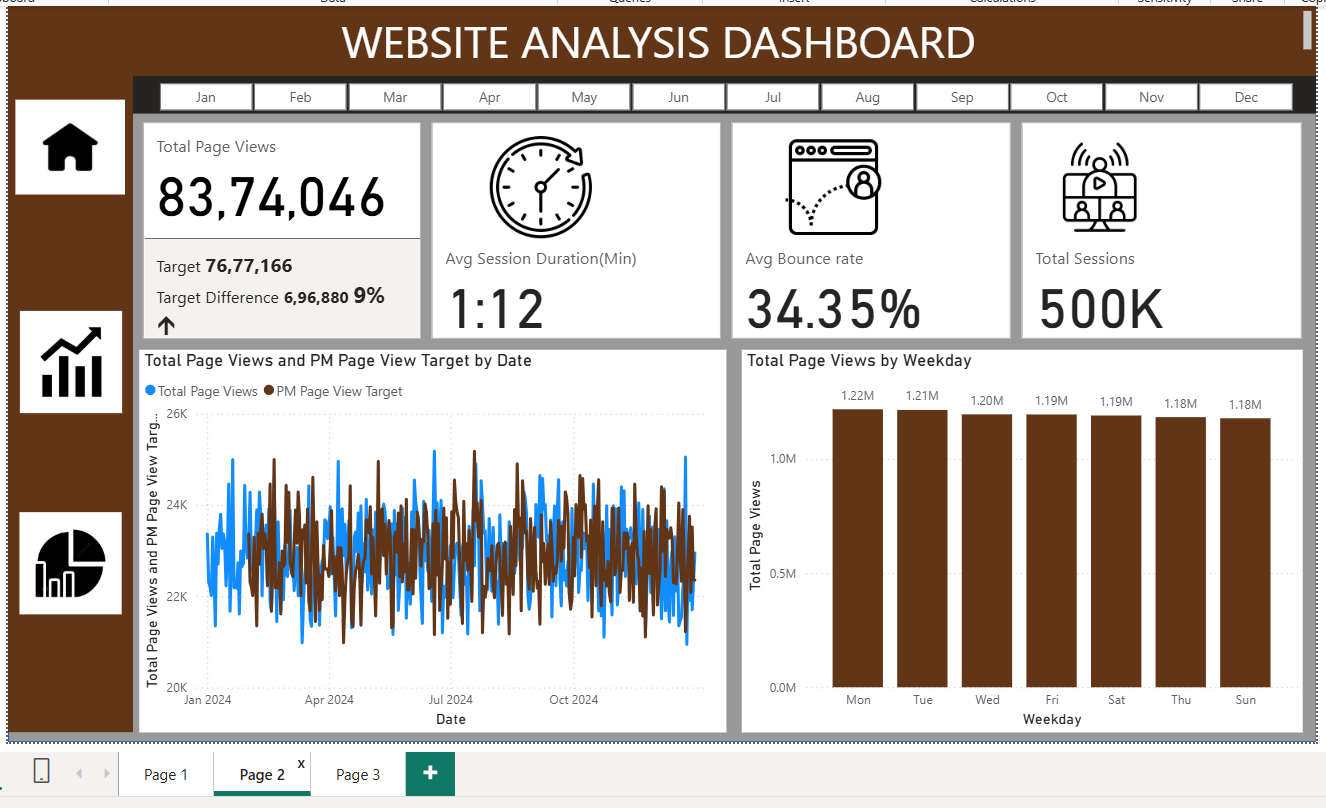 Data
Queries
Insert
Calculations
Sensitivity
Share
WEBSITE ANALYSIS DASHBOARD
Jan Feb Mar Apr May Jun Jul Aug Sep Oct Nov Dec
Total Page Views
83,74,046
Target 76,77,166
Target Difference 6,96,880 9%
Avg Session Duration(Min)
1:12
Avg Bounce rate
34.35%
Total Sessions
500K
Total Page Views and PM Page View Target by Date
Total Page Views PM Page View Target
Total Page Views and PM Page View Targ...
26K
24K
22K
20K
Jan 2024 Apr 2024 Jul 2024 Oct 2024
Date
Total Page Views by Weekday
Total Page Views
1.22M 1.21M 1.20M 1.19M 1.19M 1.18M 1.18M
1.0M
0.5M
0.0M
Mon Tue Wed Fri Sat Thu Sun
Weekday
Page 1
Page 2 x
Page 3
+